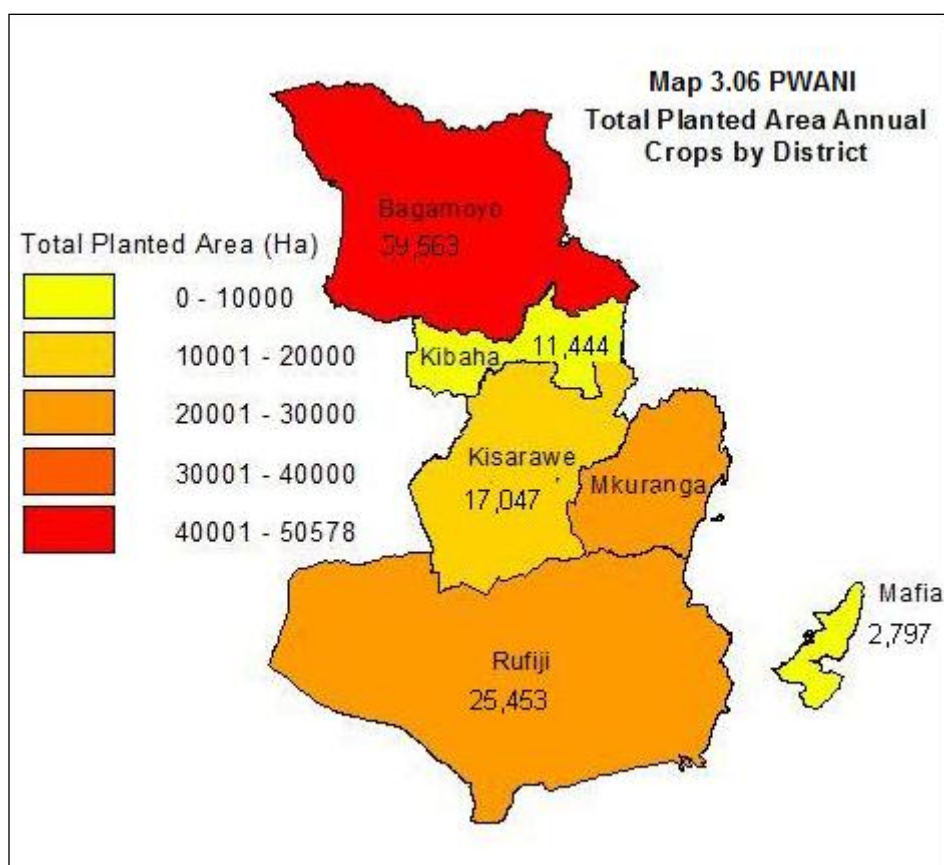 Map 3.06 PWANI
Total Planted Area Annual
Crops by District
Total Planted Area (Ha)
0 - 10000
10001 - 20000
20001 - 30000
30001 - 40000
40001 - 50578
Bagamoyo
Kibaha
11,444
Kisarawe
17,047
Mkuranga
Mafia
2,797
Rufiji
25,453